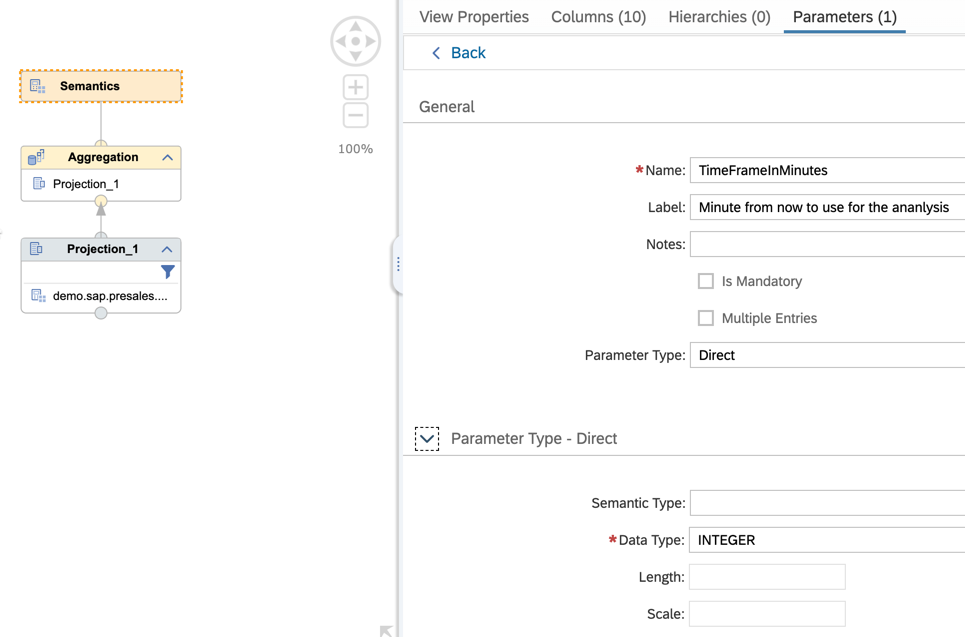 View Properties Columns (10) Hierarchies (0) Parameters (1)
Back
Semantics
General
100%
Aggregation
Projection_1
*Name: TimeFrameInMinutes
Label: Minute from now to use for the ananlysis
Projection_1
Notes:
demo.sap.presales....
Is Mandatory
Multiple Entries
Parameter Type: Direct
Parameter Type - Direct
Semantic Type:
*Data Type: INTEGER
Length:
Scale: